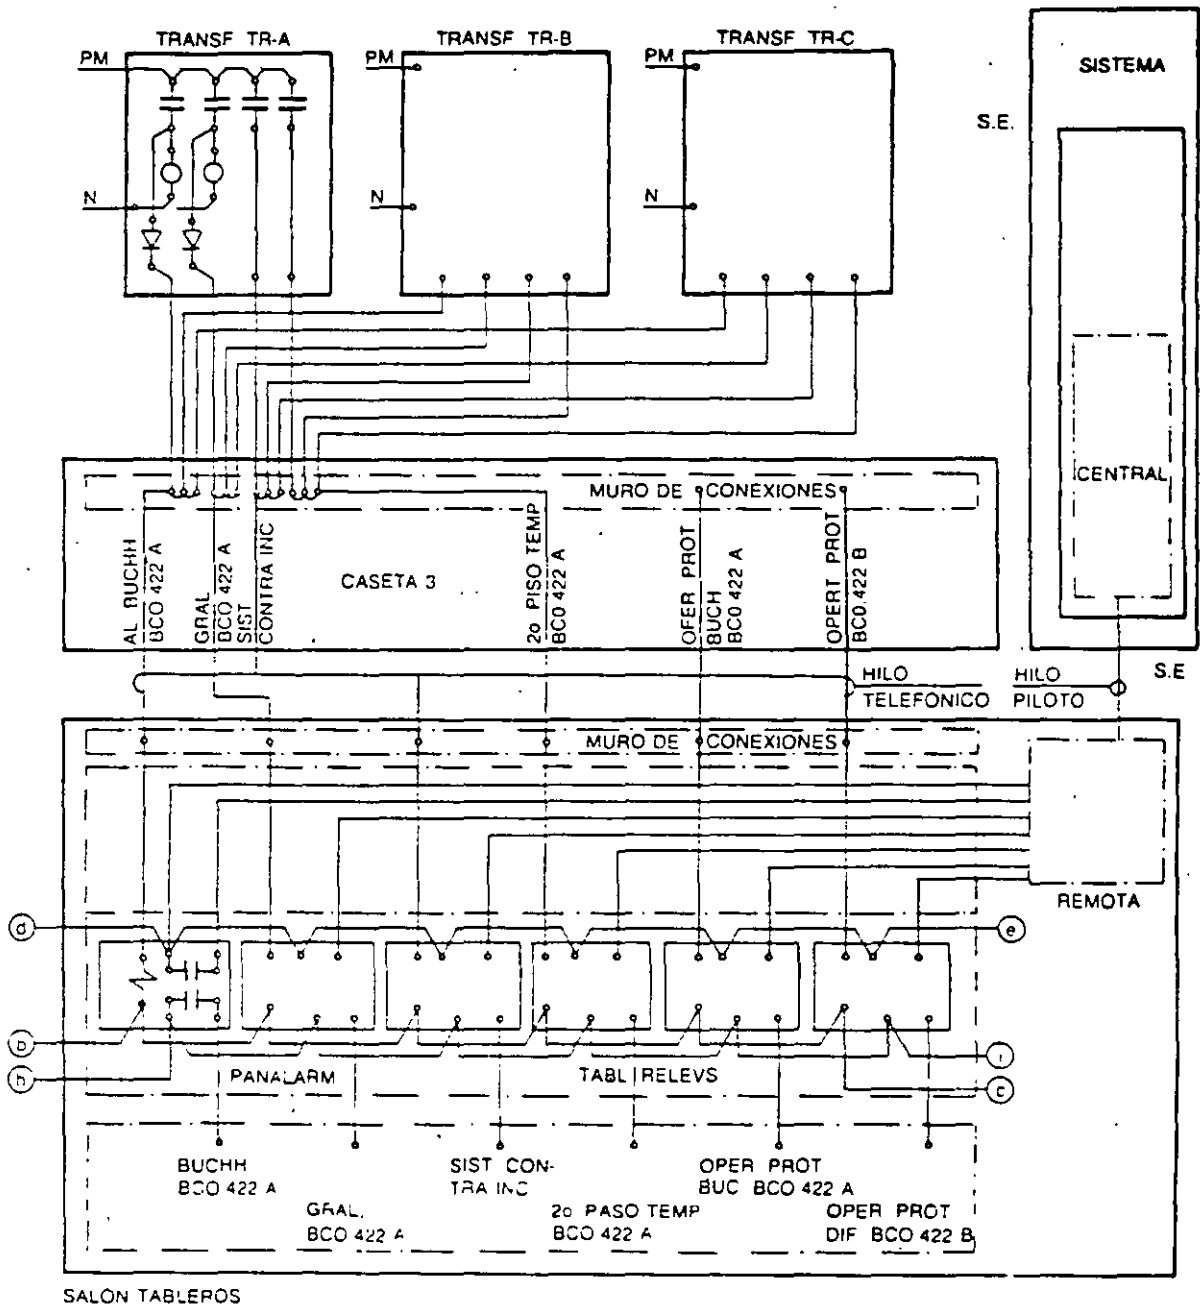 TRANSF TR-A
TRANSF TR-B
TRANSF TR-C
PM
PM
PM
N
N
N
SISTEMA
S.E.
CENTRAL
MURO DE CONEXIONES
AL BUCHH
BCO 422 A
GRAL
BCO 422 A
SIST
CONTRA INC
CASETA 3
2o PISO TEMP
BCO 422 A
OFER PROT
BUCH
BCO 422 A
OPERT PROT
BCO. 422 B
HILO
TELEFONICO
HILO
PILOTO
S.E
MURO DE CONEXIONES
REMOTA
a
e
b
h
i
c
PANALARM
TABL RELEVS
BUCHH
BCO 422 A
GRAL.
BCO 422 A
SIST CON-
TRA INC
2o PASO TEMP
BCO 422 A
OPER PROT
BUC BCO 422 A
OPER PROT
DIF BCO 422 B
SALON TABLEROS